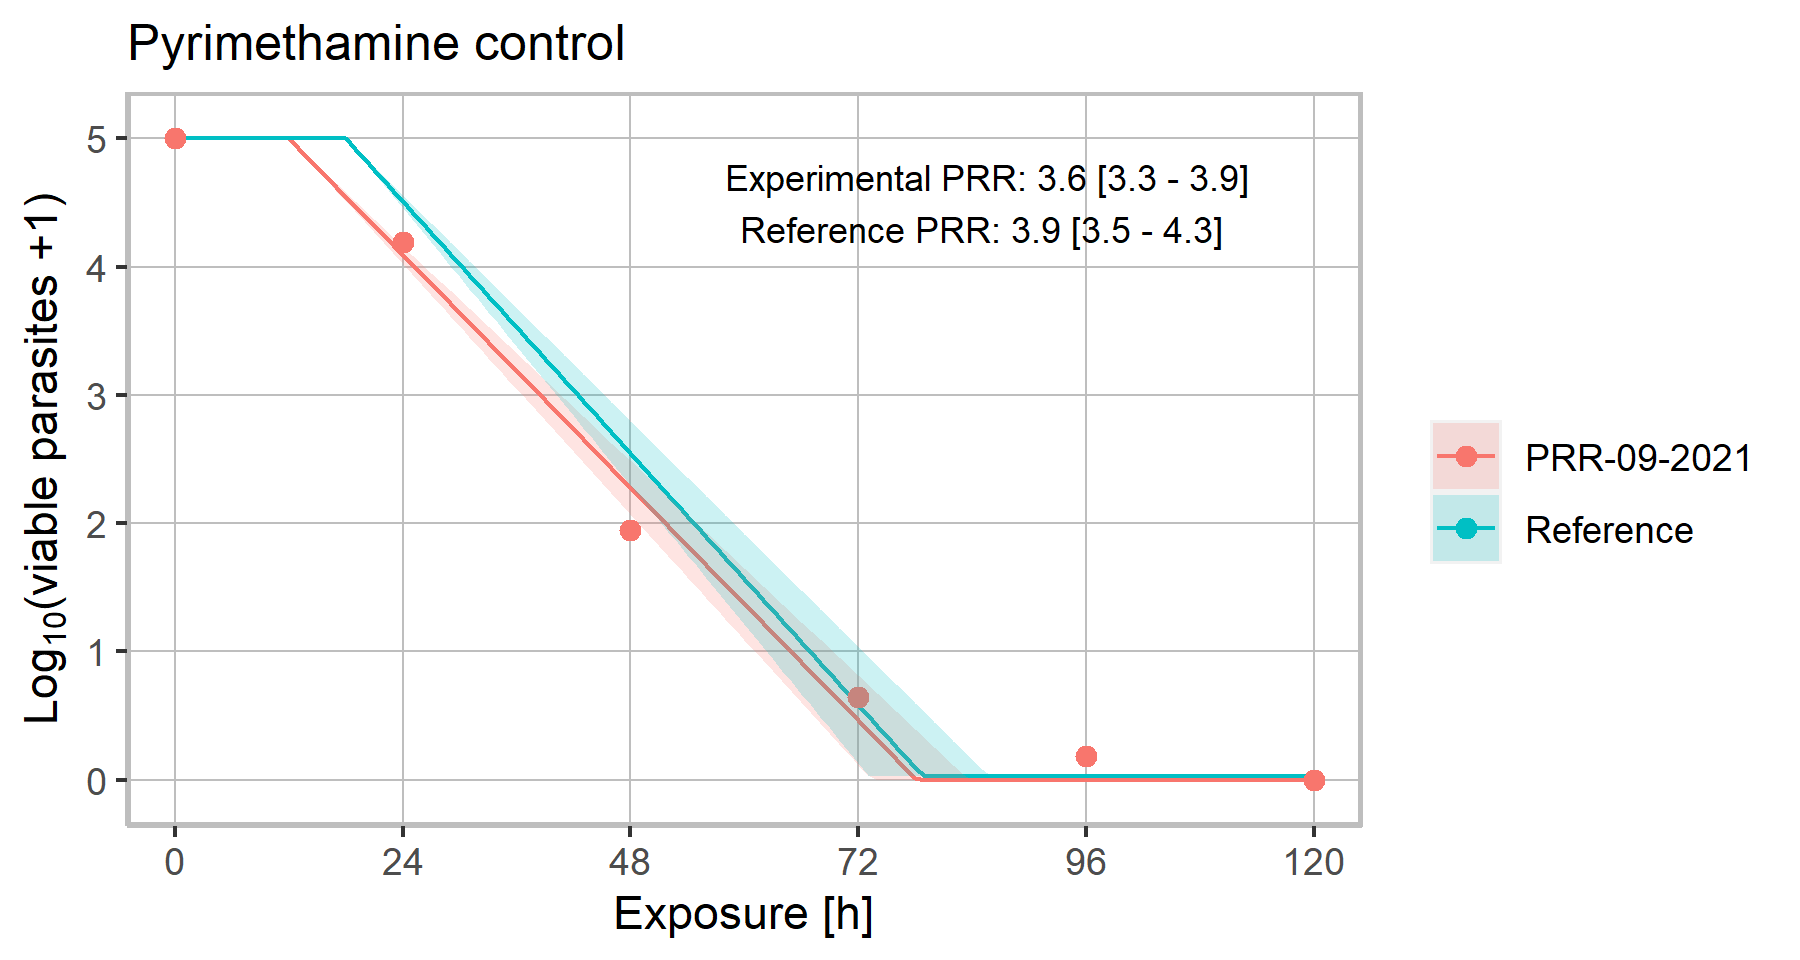 Pyrimethamine control
Experimental PRR: 3.6 [3.3 - 3.9]
Reference PRR: 3.9 [3.5 - 4.3]
Log10(viable parasites +1)
5
4
3
2
1
0
0 24 48 72 96 120
Exposure [h]
PRR-09-2021
Reference